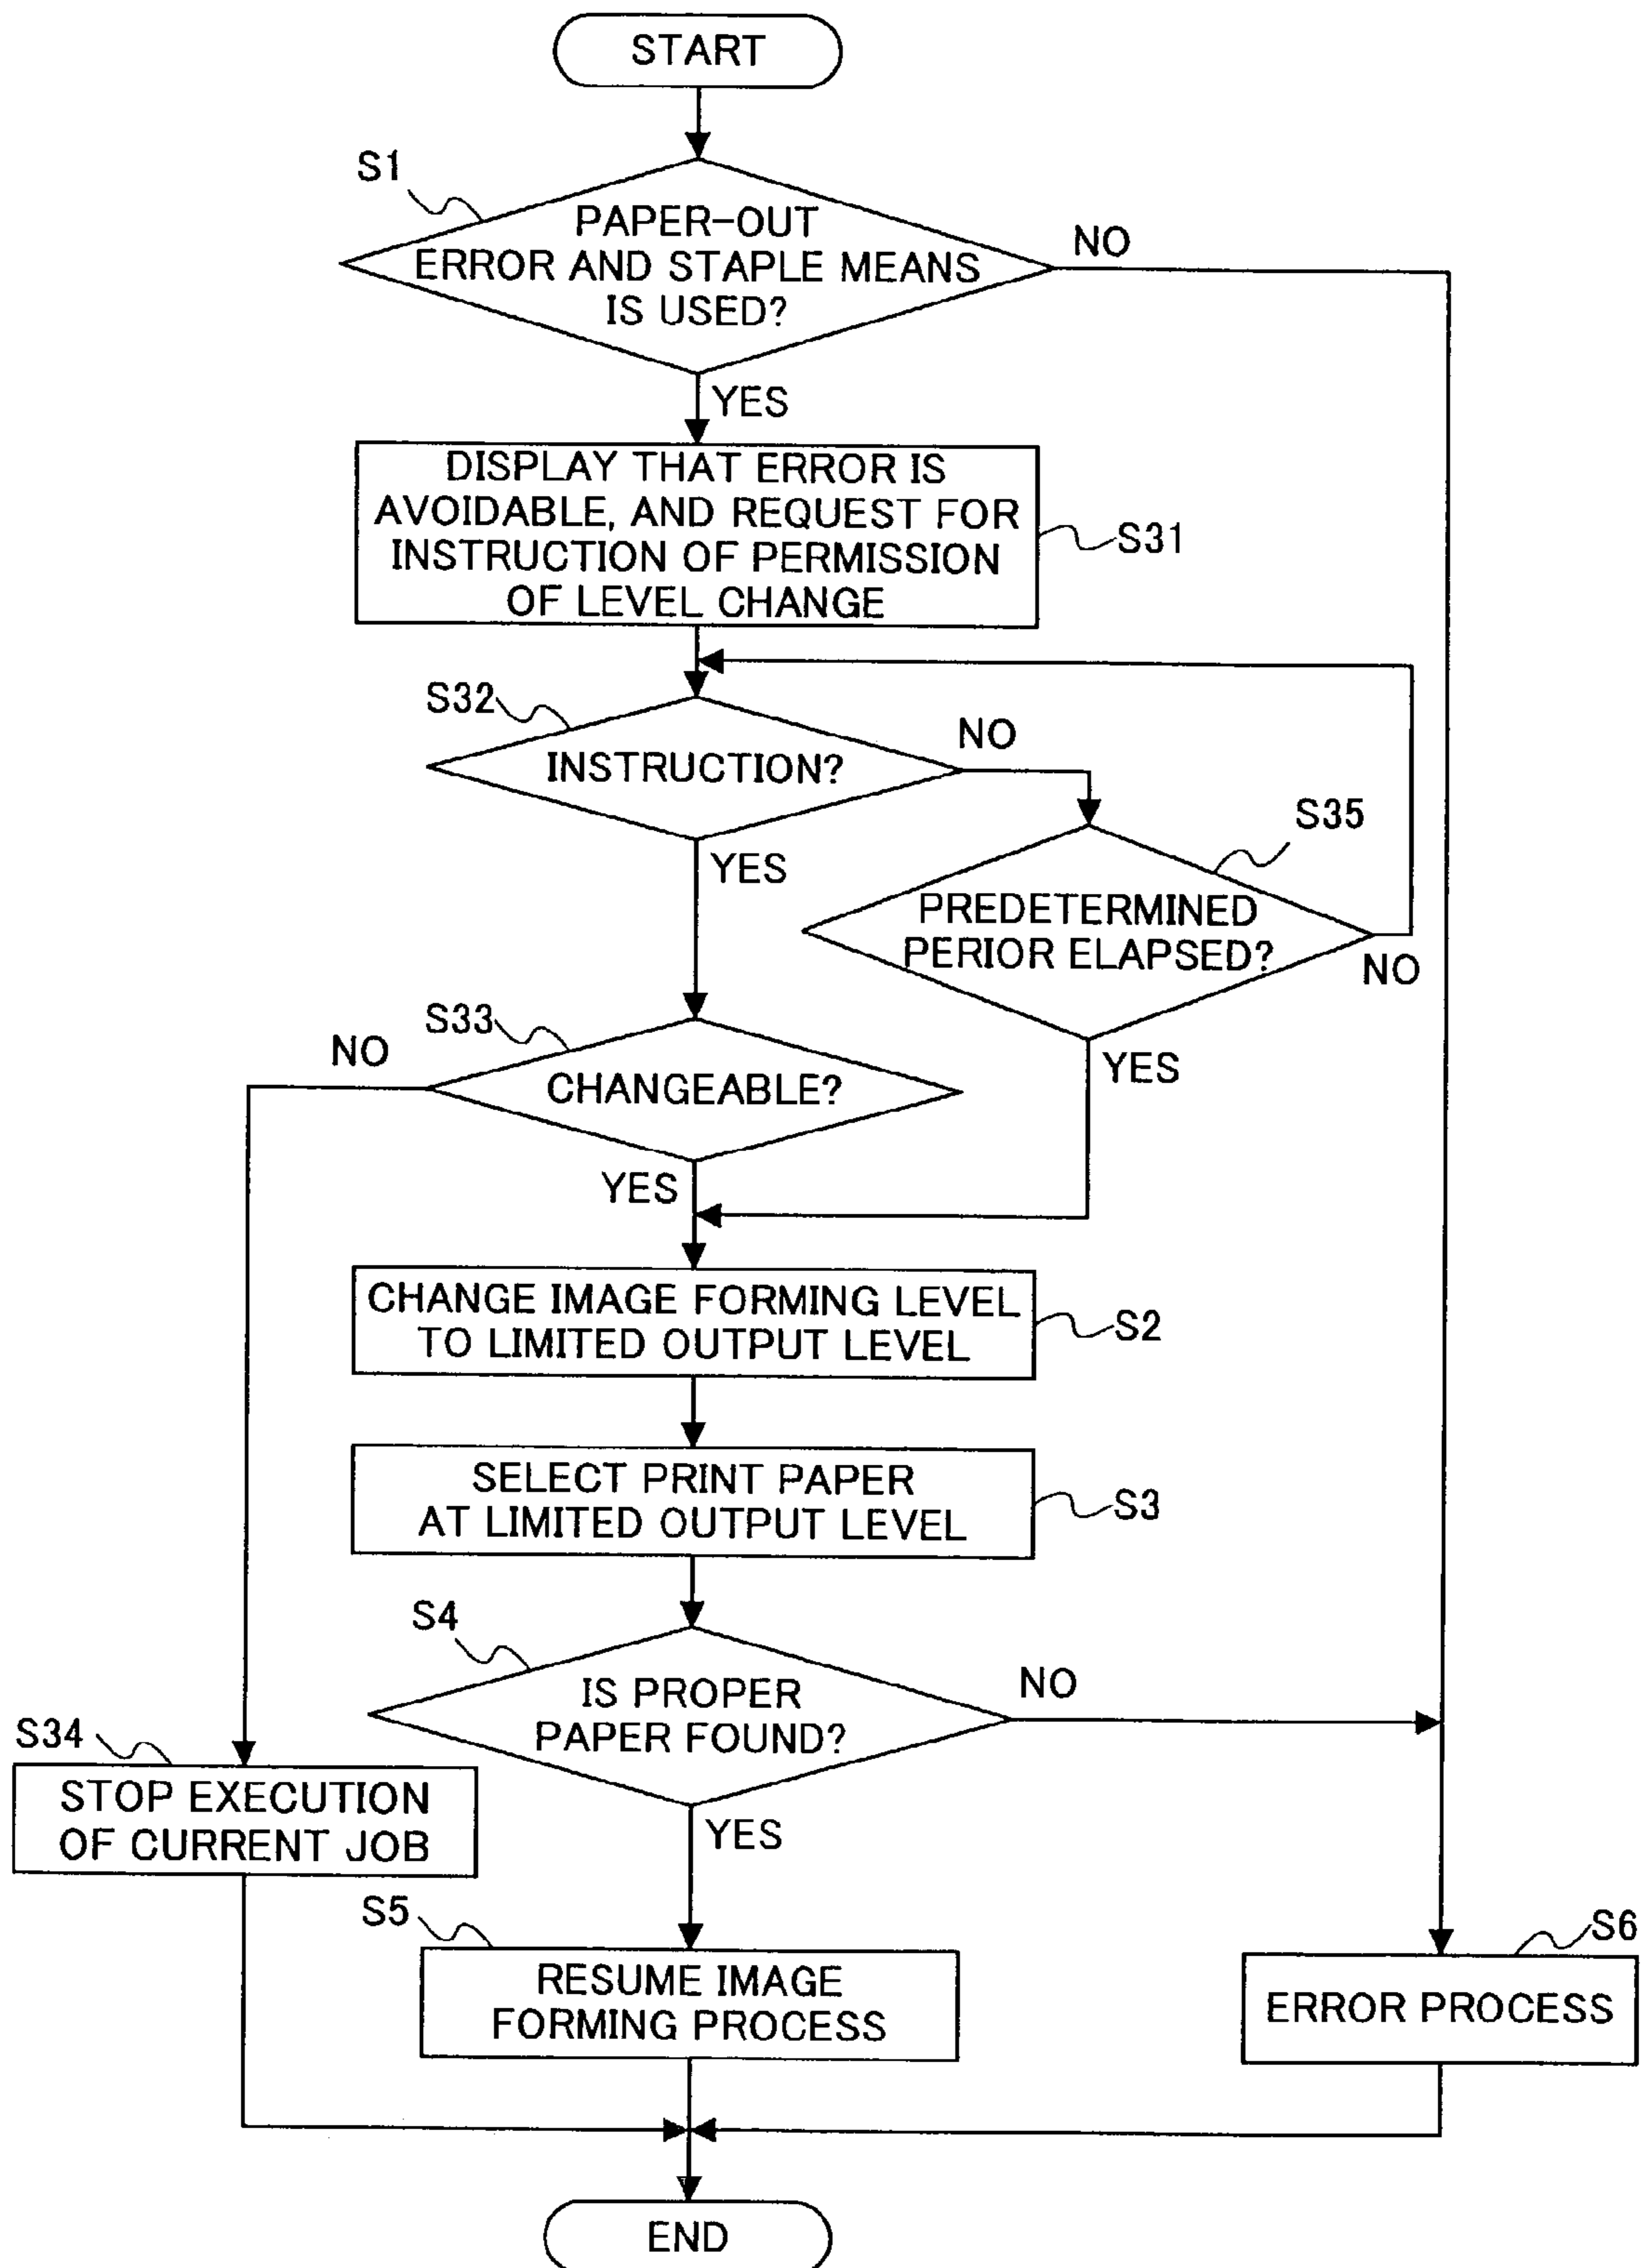 START
S1
PAPER-OUT
ERROR AND STAPLE MEANS
IS USED?
NO
YES
DISPLAY THAT ERROR IS
AVOIDABLE, AND REQUEST FOR
INSTRUCTION OF PERMISSION
OF LEVEL CHANGE
S31
S32
INSTRUCTION?
NO
YES
S35
PREDETERMINED
PERIOR ELAPSED?
NO
YES
S33
NO
CHANGEABLE?
YES
CHANGE IMAGE FORMING LEVEL
TO LIMITED OUTPUT LEVEL
S2
SELECT PRINT PAPER
AT LIMITED OUTPUT LEVEL
S3
S4
IS PROPER
PAPER FOUND?
NO
YES
S34
STOP EXECUTION
OF CURRENT JOB
S5
RESUME IMAGE
FORMING PROCESS
S6
ERROR PROCESS
END